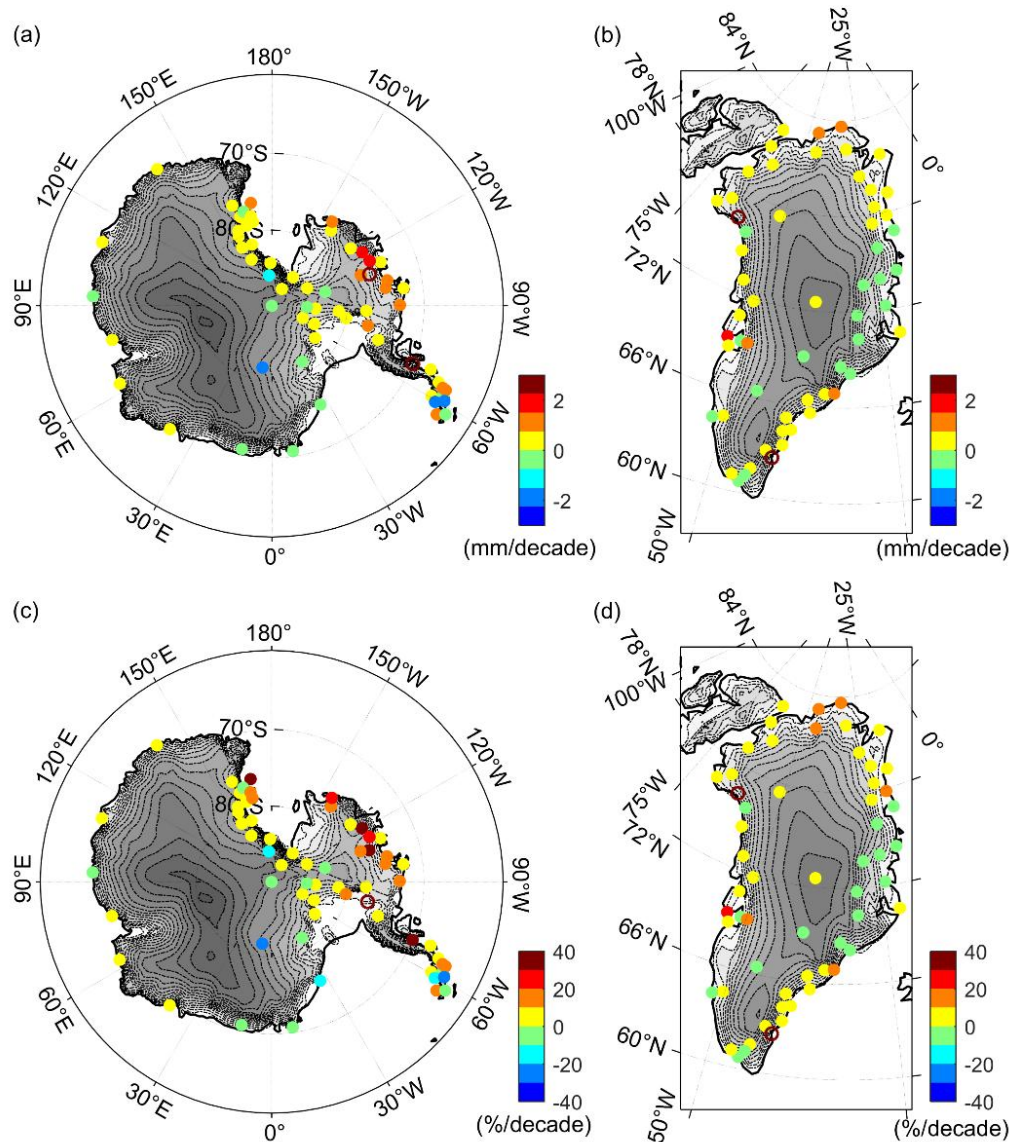 (a)
180°
150°E
150°W
120°E
120°W
70°S
80°S
90°E
90°W
60°E
60°W
30°E
30°W
0°
2
0
-2
(mm/decade)
(b)
84°N
25°W
78°N
100°W
0°
75°W
72°N
66°N
60°N
50°W
2
0
-2
(mm/decade)
(c)
180°
150°E
150°W
120°E
120°W
70°S
80°S
90°E
90°W
60°E
60°W
30°E
30°W
0°
40
20
0
-20
-40
(%/decade)
(d)
84°N
25°W
78°N
100°W
0°
75°W
72°N
66°N
60°N
50°W
40
20
0
-20
-40
(%/decade)